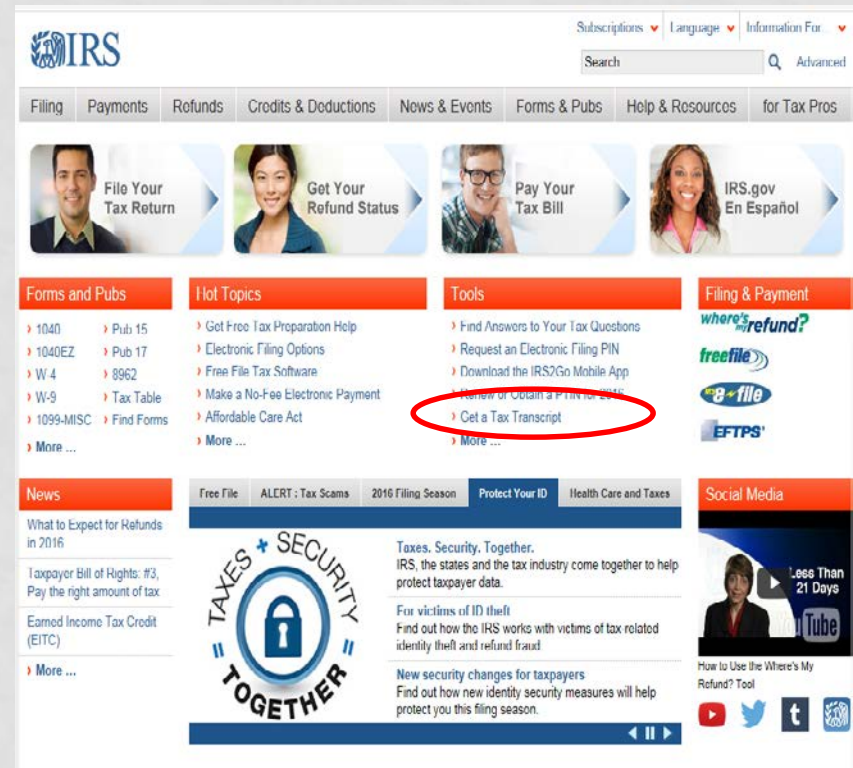 Subscriptions Language Information For...
IRS
Search Advanced
Filing Payments Refunds Credits & Deductions News & Events Forms & Pubs Help & Resources for Tax Pros
File Your
Tax Return
Get Your
Refund Status
Pay Your
Tax Bill
IRS.gov
En Español
Forms and Pubs
1040
1040EZ
W-4
W-9
1099-MISC
Pub 15
Pub 17
8962
Tax Table
Find Forms
More ...
Hot Topics
Get Free Tax Preparation Help
Electronic Filing Options
Free File Tax Software
Make a No-Fee Electronic Payment
Affordable Care Act
More ...
Tools
Find Answers to Your Tax Questions
Request an Electronic Filing PIN
Download the IRS2Go Mobile App
Renew or Obtain a PTIN for 2016
Get a Tax Transcript
More ...
Filing & Payment
where's my refund?
freefile
e-file
EFTPS
News
What to Expect for Refunds
in 2016
Taxpayer Bill of Rights: #3,
Pay the right amount of tax
Earned Income Tax Credit
(EITC)
More ...
Free File ALERT : Tax Scams 2016 Filing Season Protect Your ID Health Care and Taxes
TAXES + SECURITY
=
TOGETHER
Taxes. Security. Together.
IRS, the states and the tax industry come together to help
protect taxpayer data.
For victims of ID theft
Find out how the IRS works with victims of tax-related
identity theft and refund fraud.
New security changes for taxpayers
Find out how new identity security measures will help
protect you this filing season.
Social Media
Less Than
21 Days
Tube
How to Use the Where's My
Refund? Tool
t